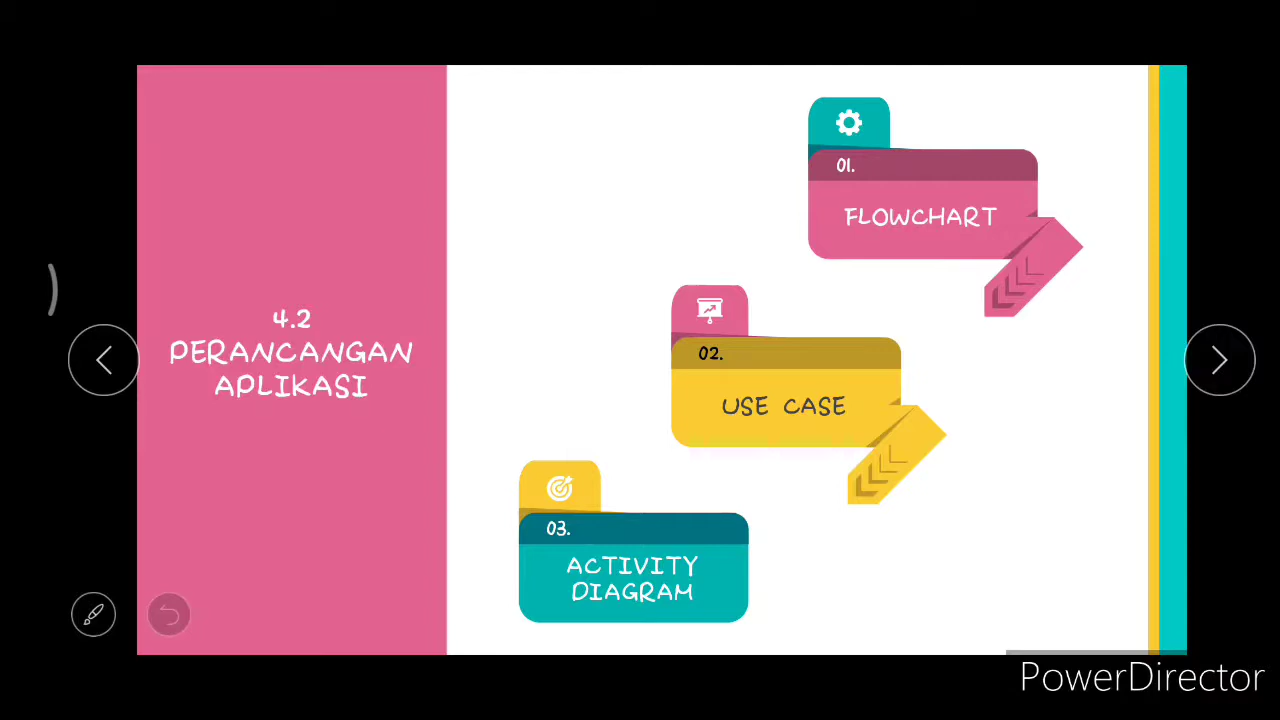 4.2
PERANCANGAN
APLIKASI
01.
FLOWCHART
02.
USE CASE
03.
ACTIVITY
DIAGRAM
PowerDirector